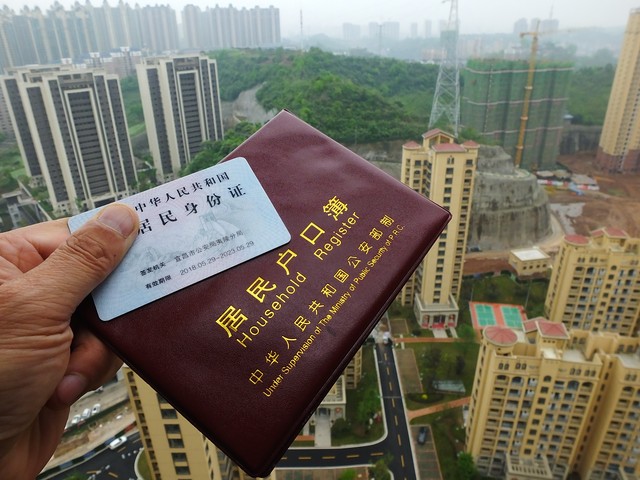 中华人民共和国
居民身份证
签发机关 宜昌市公安局夷陵分局
有效期限 2018.05.29-2023.05.29
居民户口簿
Household Register
中华人民共和国公安部制
Under Supervision of The Ministry of Public Security of P.R.C.